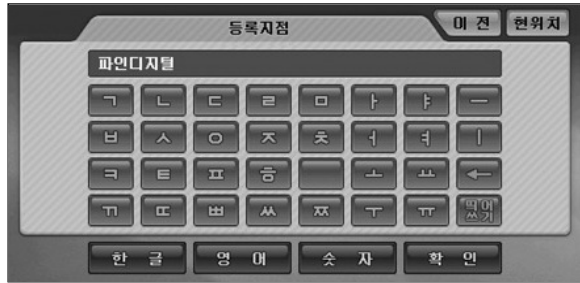 등록지점 이 전 현위치
파인디지털
ㄱ ㄴ ㄷ ㄹ ㅁ ㅏ ㅑ ㅡ
ㅂ ㅅ ㅇ ㅈ ㅊ ㅓ ㅕ ㅣ
ㅋ ㅌ ㅍ ㅎ ㅗ ㅛ ←
ㄲ ㄸ ㅃ ㅆ ㅉ ㅜ ㅠ 띄어
쓰기
한 글 영 어 숫 자 확 인